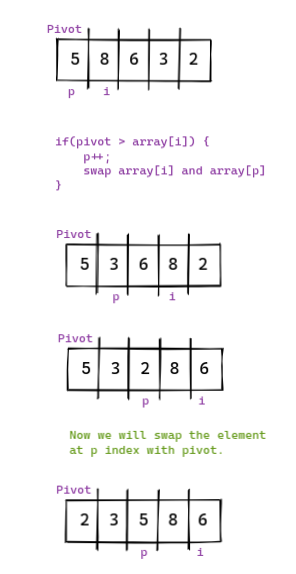 Pivot
5 8 6 3 2
p i
if(pivot > array[i]) {
p++;
swap array[i] and array[p]
}
Pivot
5 3 6 8 2
p i
Pivot
5 3 2 8 6
p i
Now we will swap the element
at p index with pivot.
Pivot
2 3 5 8 6
p i